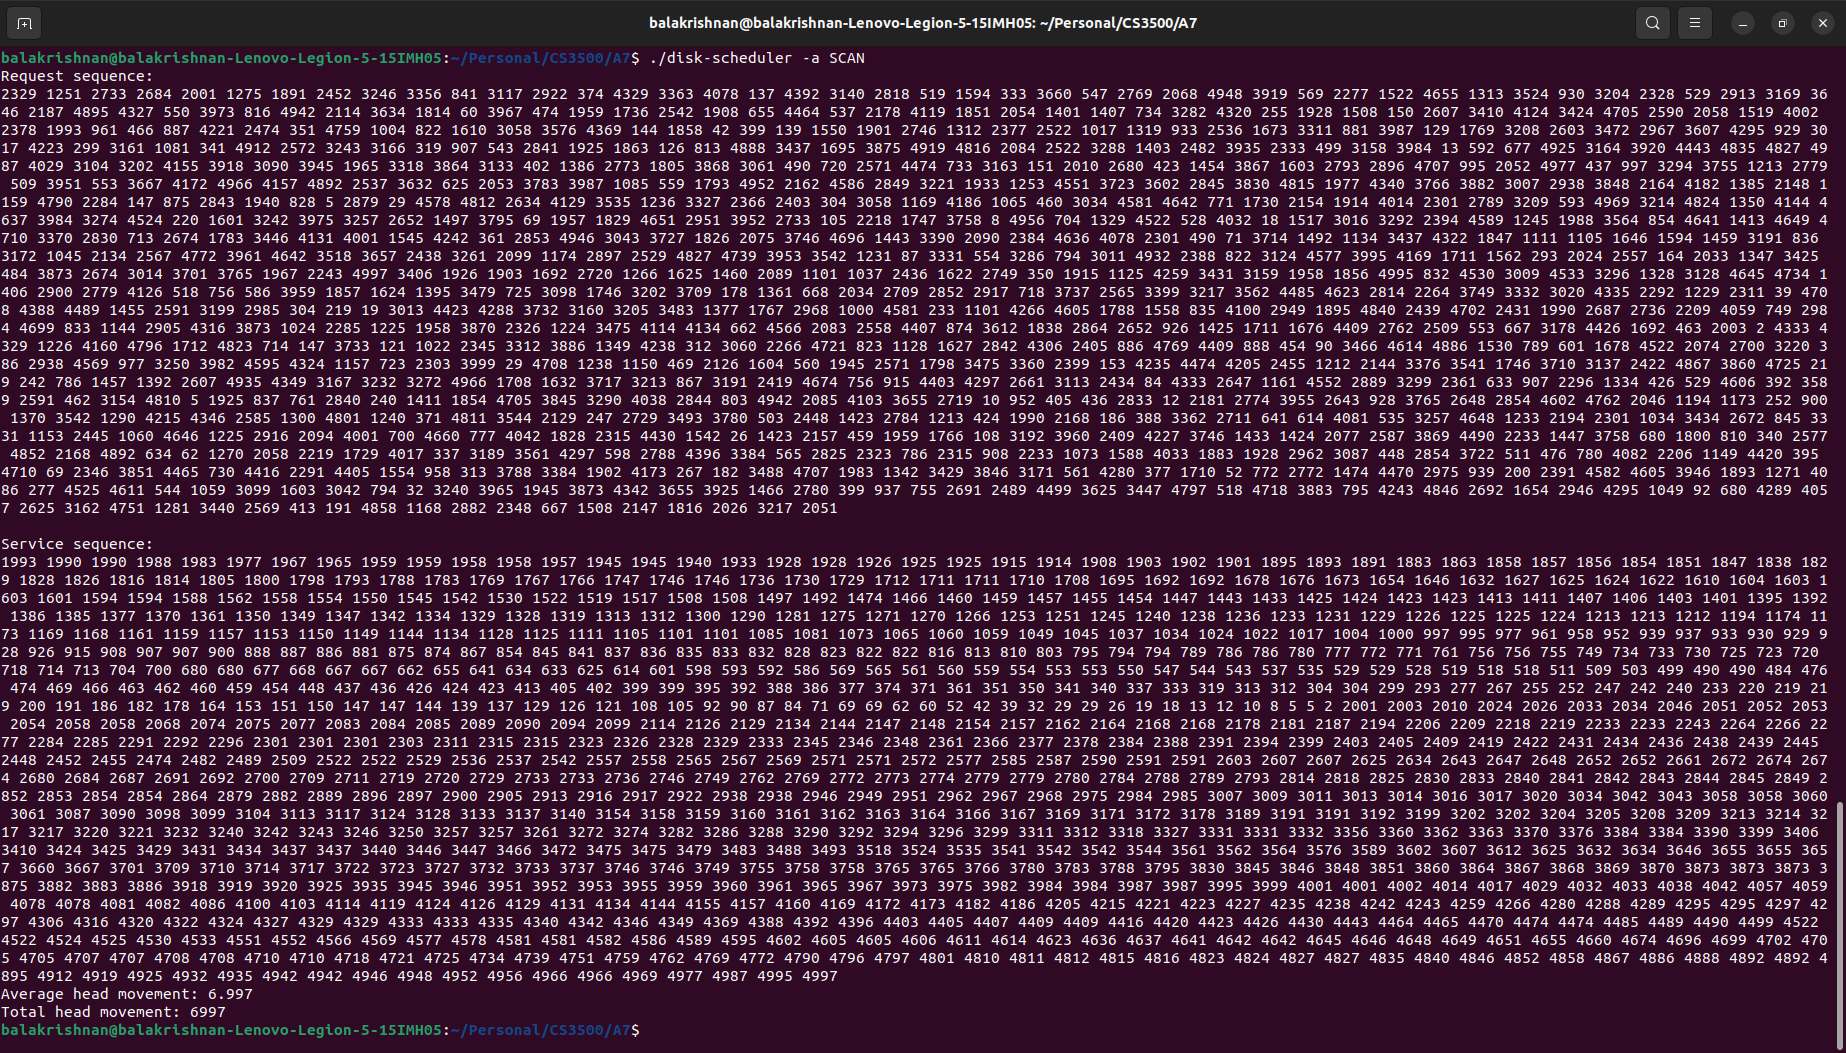 balakrishnan@balakrishnan-Lenovo-Legion-5-15IMH05: ~/Personal/CS3500/A7
balakrishnan@balakrishnan-Lenovo-Legion-5-15IMH05:~/Personal/CS3500/A7$ ./disk-scheduler -a SCAN
Request sequence:
2329 1251 2733 2684 2001 1275 1891 2452 3246 3356 841 3117 2922 374 4329 3363 4078 137 4392 3140 2818 519 1594 333 3660 547 2769 2068 4948 3919 569 2277 1522 4655 1313 3524 930 3204 2328 529 2913 3169 36
46 2187 4895 4327 550 3973 816 4942 2114 3634 1814 60 3967 474 1959 1736 2542 1908 655 4464 537 2178 4119 1851 2054 1401 1407 734 3282 4320 255 1928 1508 150 2607 3410 4124 3424 4705 2590 2058 1519 4002
2378 1993 961 466 887 4221 2474 351 4759 1004 822 1610 3058 3576 4369 144 1858 42 399 139 1550 1901 2746 1312 2377 2522 1017 1319 933 2536 1673 3311 881 3987 129 1769 3208 2603 3472 2967 3607 4295 929 30
17 4223 299 3161 1081 341 4912 2572 3243 3166 319 907 543 2841 1925 1863 126 813 4888 3437 1695 3875 4919 4816 2084 2522 3288 1403 2482 3935 2333 499 3158 3984 13 592 677 4925 3164 3920 4443 4835 4827 49
87 4029 3104 3202 4155 3918 3090 3945 1965 3318 3864 3133 402 1386 2773 1805 3868 3061 490 720 2571 4474 733 3163 151 2010 2680 423 1454 3867 1603 2793 2896 4707 995 2052 4977 437 997 3294 3755 1213 2779
509 3951 553 3667 4172 4966 4157 4892 2537 3632 625 2053 3783 3987 1085 559 1793 4952 2162 4586 2849 3221 1933 1253 4551 3723 3602 2845 3830 4815 1977 4340 3766 3882 3007 2938 3848 2164 4182 1385 2148 1
159 4790 2284 147 875 2843 1940 828 5 2879 29 4578 4812 2634 4129 3535 1236 3327 2366 2403 304 3058 1169 4186 1065 460 3034 4581 4642 771 1730 2154 1914 4014 2301 2789 3209 593 4969 3214 4824 1350 4144 4
637 3984 3274 4524 220 1601 3242 3975 3257 2652 1497 3795 69 1957 1829 4651 2951 3952 2733 105 2218 1747 3758 8 4956 704 1329 4522 528 4032 18 1517 3016 3292 2394 4589 1245 1988 3564 854 4641 1413 4649 4
710 3370 2830 713 2674 1783 3446 4131 4001 1545 4242 361 2853 4946 3043 3727 1826 2075 3746 4696 1443 3390 2090 2384 4636 4078 2301 490 71 3714 1492 1134 3437 4322 1847 1111 1105 1646 1594 1459 3191 836
3172 1045 2134 2567 4772 3961 4642 3518 3657 2438 3261 2099 1174 2897 2529 4827 4739 3953 3542 1231 87 3331 554 3286 794 3011 4932 2388 822 3124 4577 3995 4169 1711 1562 293 2024 2557 164 2033 1347 3425
484 3873 2674 3014 3701 3765 1967 2243 4997 3406 1926 1903 1692 2720 1266 1625 1460 2089 1101 1037 2436 1622 2749 350 1915 1125 4259 3431 3159 1958 1856 4995 832 4530 3009 4533 3296 1328 3128 4645 4734 1
406 2900 2779 4126 518 756 586 3959 1857 1624 1395 3479 725 3098 1746 3202 3709 178 1361 668 2034 2709 2852 2917 718 3737 2565 3399 3217 3562 4485 4623 2814 2264 3749 3332 3020 4335 2292 1229 2311 39 470
8 4388 4489 1455 2591 3199 2985 304 219 19 3013 4423 4288 3732 3160 3205 3483 1377 1767 2968 1000 4581 233 1101 4266 4605 1788 1558 835 4100 2949 1895 4840 2439 4702 2431 1990 2687 2736 2209 4059 749 298
4 4699 833 1144 2905 4316 3873 1024 2285 1225 1958 3870 2326 1224 3475 4114 4134 662 4566 2083 2558 4407 874 3612 1838 2864 2652 926 1425 1711 1676 4409 2762 2509 553 667 3178 4426 1692 463 2003 2 4333 4
329 1226 4160 4796 1712 4823 714 147 3733 121 1022 2345 3312 3886 1349 4238 312 3060 2266 4721 823 1128 1627 2842 4306 2405 886 4769 4409 888 454 90 3466 4614 4886 1530 789 601 1678 4522 2074 2700 3220 3
86 2938 4569 977 3250 3982 4595 4324 1157 723 2303 3999 29 4708 1238 1150 469 2126 1604 560 1945 2571 1798 3475 3360 2399 153 4235 4474 4205 2455 1212 2144 3376 3541 1746 3710 3137 2422 4867 3860 4725 21
9 242 786 1457 1392 2607 4935 4349 3167 3232 3272 4966 1708 1632 3717 3213 867 3191 2419 4674 756 915 4403 4297 2661 3113 2434 84 4333 2647 1161 4552 2889 3299 2361 633 907 2296 1334 426 529 4606 392 358
9 2591 462 3154 4810 5 1925 837 761 2840 240 1411 1854 4705 3845 3290 4038 2844 803 4942 2085 4103 3655 2719 10 952 405 436 2833 12 2181 2774 3955 2643 928 3765 2648 2854 4602 4762 2046 1194 1173 252 900
1370 3542 1290 4215 4346 2585 1300 4801 1240 371 4811 3544 2129 247 2729 3493 3780 503 2448 1423 2784 1213 424 1990 2168 186 388 3362 2711 641 614 4081 535 3257 4648 1233 2194 2301 1034 3434 2672 845 33
31 1153 2445 1060 4646 1225 2916 2094 4001 700 4660 777 4042 1828 2315 4430 1542 26 1423 2157 459 1959 1766 108 3192 3960 2409 4227 3746 1433 1424 2077 2587 3869 4490 2233 1447 3758 680 1800 810 340 2577
4852 2168 4892 634 62 1270 2058 2219 1729 4017 337 3189 3561 4297 598 2788 4396 3384 565 2825 2323 786 2315 908 2233 1073 1588 4033 1883 1928 2962 3087 448 2854 3722 511 476 780 4082 2206 1149 4420 395
4710 69 2346 3851 4465 730 4416 2291 4405 1554 958 313 3788 3384 1902 4173 267 182 3488 4707 1983 1342 3429 3846 3171 561 4280 377 1710 52 772 2772 1474 4470 2975 939 200 2391 4582 4605 3946 1893 1271 40
86 277 4525 4611 544 1059 3099 1603 3042 794 32 3240 3965 1945 3873 4342 3655 3925 1466 2780 399 937 755 2691 2489 4499 3625 3447 4797 518 4718 3883 795 4243 4846 2692 1654 2946 4295 1049 92 680 4289 405
7 2625 3162 4751 1281 3440 2569 413 191 4858 1168 2882 2348 667 1508 2147 1816 2026 3217 2051
Service sequence:
1993 1990 1990 1988 1983 1977 1967 1965 1959 1959 1958 1958 1957 1945 1945 1940 1933 1928 1928 1926 1925 1925 1915 1914 1908 1903 1902 1901 1895 1893 1891 1883 1863 1858 1857 1856 1854 1851 1847 1838 182
9 1828 1826 1816 1814 1805 1800 1798 1793 1788 1783 1769 1767 1766 1747 1746 1746 1736 1730 1729 1712 1711 1711 1710 1708 1695 1692 1692 1678 1676 1673 1654 1646 1632 1627 1625 1624 1622 1610 1604 1603 1
603 1601 1594 1594 1588 1562 1558 1554 1550 1545 1542 1530 1522 1519 1517 1508 1508 1497 1492 1474 1466 1460 1459 1457 1455 1454 1447 1443 1433 1425 1424 1423 1423 1413 1411 1407 1406 1403 1401 1395 1392
1386 1385 1377 1370 1361 1350 1349 1347 1342 1334 1329 1328 1319 1313 1312 1300 1290 1281 1275 1271 1270 1266 1253 1251 1245 1240 1238 1236 1233 1231 1229 1226 1225 1225 1224 1213 1213 1212 1194 1174 11
73 1169 1168 1161 1159 1157 1153 1150 1149 1144 1134 1128 1125 1111 1105 1101 1101 1085 1081 1073 1065 1060 1059 1049 1045 1037 1034 1024 1022 1017 1004 1000 997 995 977 961 958 952 939 937 933 930 929 9
28 926 915 908 907 907 900 888 887 886 881 875 874 867 854 845 841 837 836 835 833 832 828 823 822 822 816 813 810 803 795 794 794 789 786 786 780 777 772 771 761 756 756 755 749 734 733 730 725 723 720
718 714 713 704 700 680 680 677 668 667 667 662 655 641 634 633 625 614 601 598 593 592 586 569 565 561 560 559 554 553 553 550 547 544 543 537 535 529 529 528 519 518 518 511 509 503 499 490 490 484 476
474 469 466 463 462 460 459 454 448 437 436 426 424 423 413 405 402 399 399 395 392 388 386 377 374 371 361 351 350 341 340 337 333 319 313 312 304 304 299 293 277 267 255 252 247 242 240 233 220 219 21
9 200 191 186 182 178 164 153 151 150 147 147 144 139 137 129 126 121 108 105 92 90 87 84 71 69 69 62 60 52 42 39 32 29 29 26 19 18 13 12 10 8 5 5 2 2001 2003 2010 2024 2026 2033 2034 2046 2051 2052 2053
2054 2058 2058 2068 2074 2075 2077 2083 2084 2085 2089 2090 2094 2099 2114 2126 2129 2134 2144 2147 2148 2154 2157 2162 2164 2168 2168 2178 2181 2187 2194 2206 2209 2218 2219 2233 2233 2243 2264 2266 22
77 2284 2285 2291 2292 2296 2301 2301 2301 2303 2311 2315 2315 2323 2326 2328 2329 2333 2345 2346 2348 2361 2366 2377 2378 2384 2388 2391 2394 2399 2403 2405 2409 2419 2422 2431 2434 2436 2438 2439 2445
2448 2452 2455 2474 2482 2489 2509 2522 2522 2529 2536 2537 2542 2557 2558 2565 2567 2569 2571 2571 2572 2577 2585 2587 2590 2591 2591 2603 2607 2607 2625 2634 2643 2647 2648 2652 2652 2661 2672 2674 267
4 2680 2684 2687 2691 2692 2700 2709 2711 2719 2720 2729 2733 2733 2736 2746 2749 2762 2769 2772 2773 2774 2779 2779 2780 2784 2788 2789 2793 2814 2818 2825 2830 2833 2840 2841 2842 2843 2844 2845 2849 2
852 2853 2854 2854 2864 2879 2882 2889 2896 2897 2900 2905 2913 2916 2917 2922 2938 2938 2946 2949 2951 2962 2967 2968 2975 2984 2985 3007 3009 3011 3013 3014 3016 3017 3020 3034 3042 3043 3058 3058 3060
3061 3087 3090 3098 3099 3104 3113 3117 3124 3128 3133 3137 3140 3154 3158 3159 3160 3161 3162 3163 3164 3166 3167 3169 3171 3172 3178 3189 3191 3191 3192 3199 3202 3202 3204 3205 3208 3209 3213 3214 32
17 3217 3220 3221 3232 3240 3242 3243 3246 3250 3257 3257 3261 3272 3274 3282 3286 3288 3290 3292 3294 3296 3299 3311 3312 3318 3327 3331 3331 3332 3356 3360 3362 3363 3370 3376 3384 3384 3390 3399 3406
3410 3424 3425 3429 3431 3434 3437 3437 3440 3446 3447 3466 3472 3475 3475 3479 3483 3488 3493 3518 3524 3535 3541 3542 3542 3544 3561 3562 3564 3576 3589 3602 3607 3612 3625 3632 3634 3646 3655 3655 365
7 3660 3667 3701 3709 3710 3714 3717 3722 3723 3727 3732 3733 3737 3746 3746 3749 3755 3758 3758 3765 3765 3766 3780 3783 3788 3795 3830 3845 3846 3848 3851 3860 3864 3867 3868 3869 3870 3873 3873 3873 3
875 3882 3883 3886 3918 3919 3920 3925 3935 3945 3946 3951 3952 3953 3955 3959 3960 3961 3965 3967 3973 3975 3982 3984 3984 3987 3987 3995 3999 4001 4001 4002 4014 4017 4029 4032 4033 4038 4042 4057 4059
4078 4078 4081 4082 4086 4100 4103 4114 4119 4124 4126 4129 4131 4134 4144 4155 4157 4160 4169 4172 4173 4182 4186 4205 4215 4221 4223 4227 4235 4238 4242 4243 4259 4266 4280 4288 4289 4295 4295 4297 42
97 4306 4316 4320 4322 4324 4327 4329 4329 4333 4333 4335 4340 4342 4346 4349 4369 4388 4392 4396 4403 4405 4407 4409 4409 4416 4420 4423 4426 4430 4443 4464 4465 4470 4474 4474 4485 4489 4490 4499 4522
4522 4524 4525 4530 4533 4551 4552 4566 4569 4577 4578 4581 4581 4582 4586 4589 4595 4602 4605 4605 4606 4611 4614 4623 4636 4637 4641 4642 4642 4645 4646 4648 4649 4651 4655 4660 4674 4696 4699 4702 470
5 4705 4707 4707 4708 4708 4710 4710 4718 4721 4725 4734 4739 4751 4759 4762 4769 4772 4790 4796 4797 4801 4810 4811 4812 4815 4816 4823 4824 4827 4827 4835 4840 4846 4852 4858 4867 4886 4888 4892 4892 4
895 4912 4919 4925 4932 4935 4942 4942 4946 4948 4952 4956 4966 4966 4969 4977 4987 4995 4997
Average head movement: 6.997
Total head movement: 6997
balakrishnan@balakrishnan-Lenovo-Legion-5-15IMH05:~/Personal/CS3500/A7$